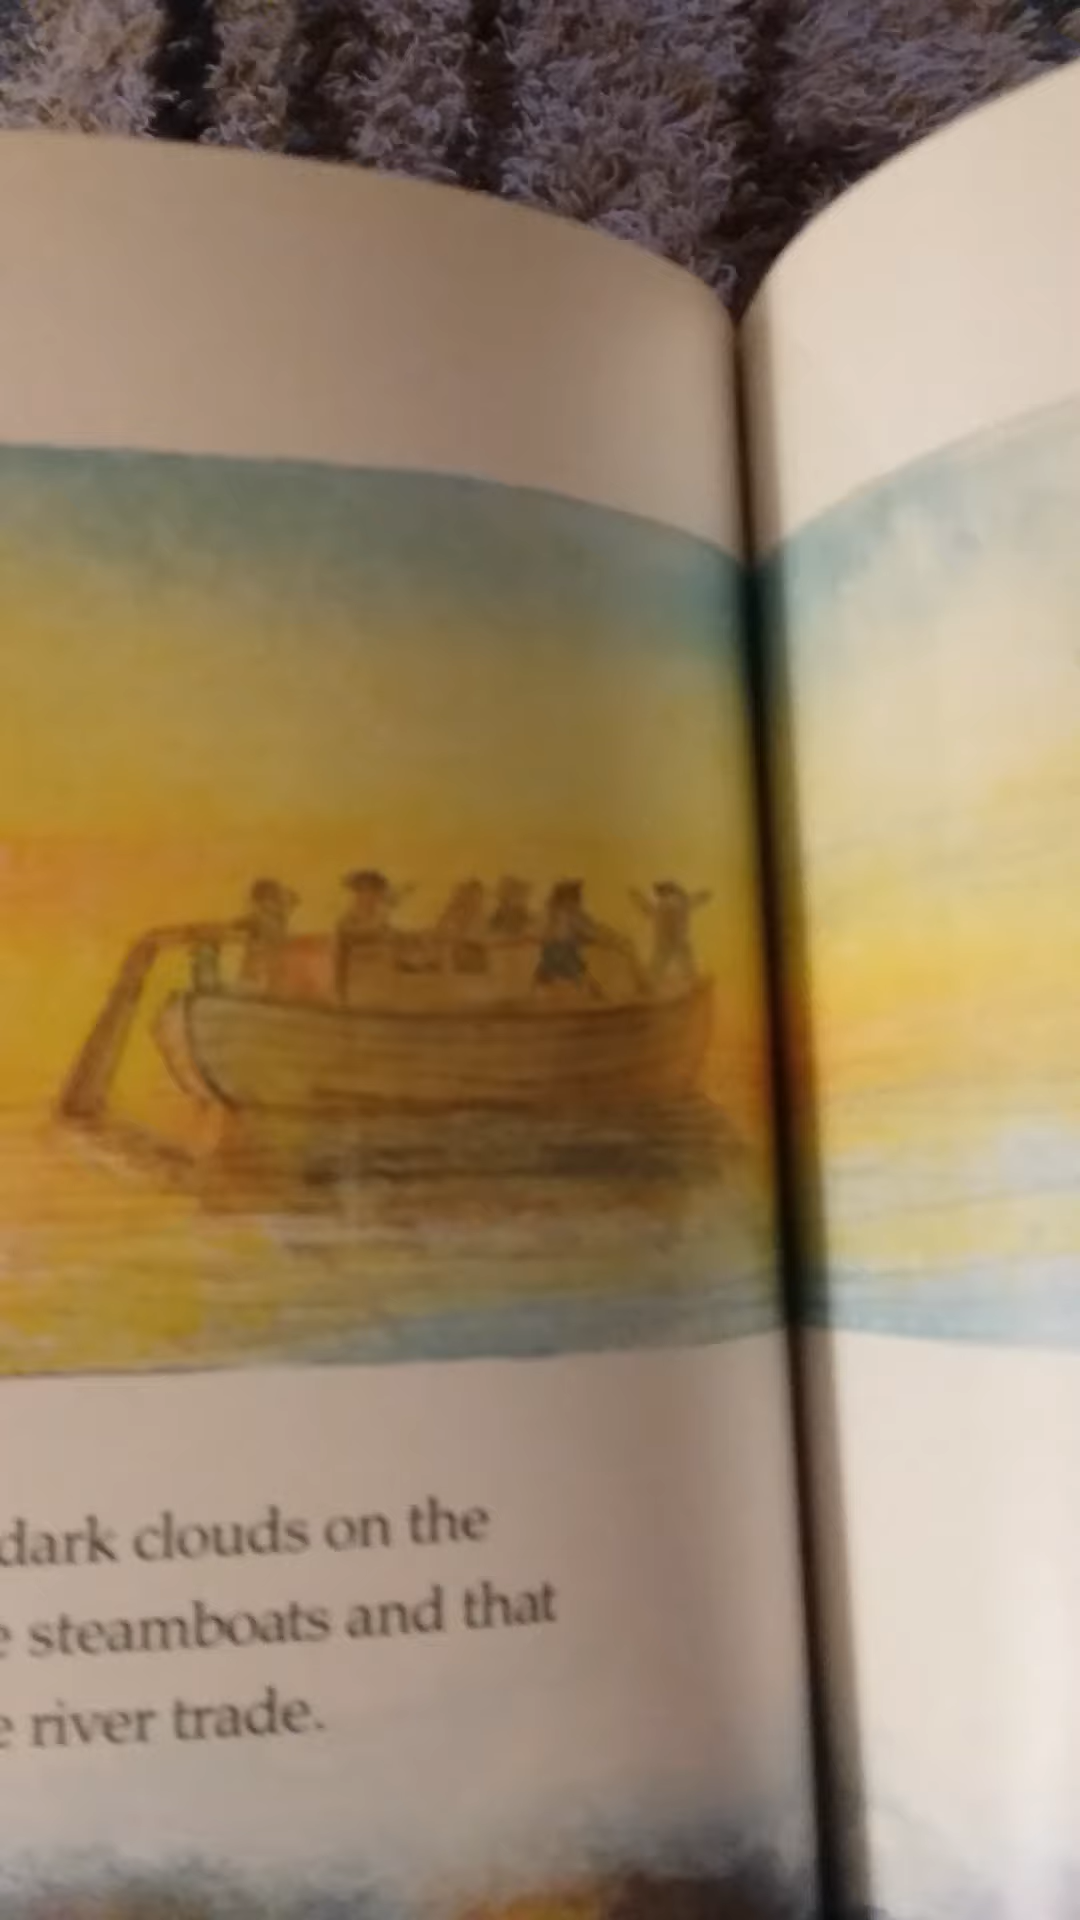 dark clouds on the
steamboats and that
river trade.